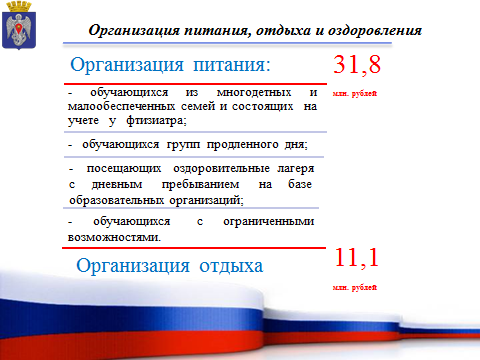 Организация питания, отдыха и оздоровления
Организация питания:
31,8
млн. рублей
- обучающихся из многодетных и
малообеспеченных семей и состоящих на
учете у фтизиатра;
- обучающихся групп продленного дня;
- посещающих оздоровительные лагеря
с дневным пребыванием на базе
образовательных организаций;
- обучающихся с ограниченными
возможностями.
Организация отдыха
11,1
млн. рублей